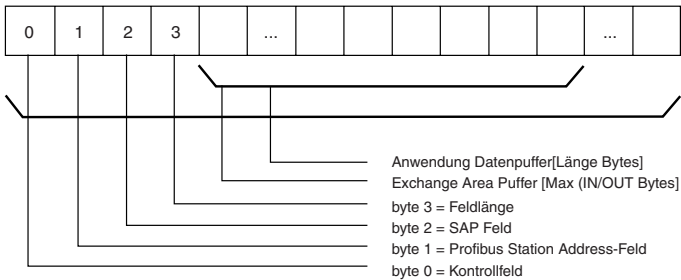 0 1 2 3 ... ...
Anwendung Datenpuffer[Länge Bytes]
Exchange Area Puffer [Max (IN/OUT Bytes]
byte 3 = Feldlänge
byte 2 = SAP Feld
byte 1 = Profibus Station Address-Feld
byte 0 = Kontrollfeld